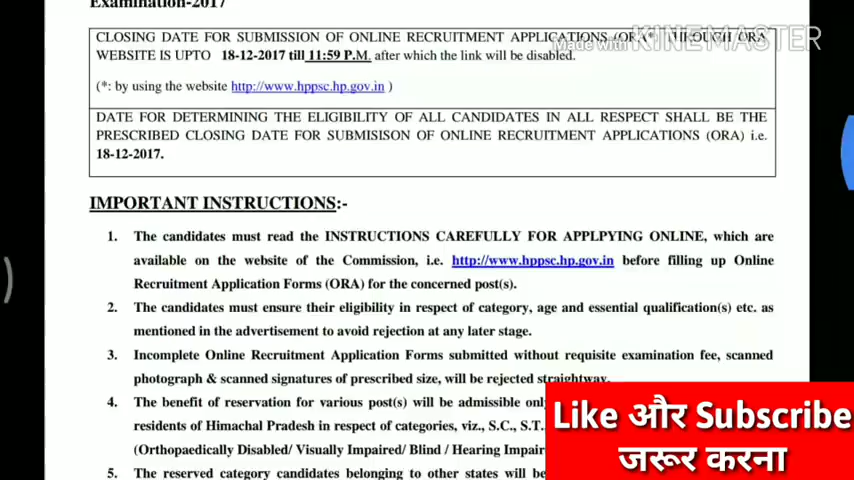 Examination-2017
CLOSING DATE FOR SUBMISSION OF ONLINE RECRUITMENT APPLICATIONS (ORA*) THROUGH ORA
WEBSITE IS UPTO 18-12-2017 till 11:59 P.M. after which the link will be disabled.
Made with KINEMASTER
(*: by using the website http://www.hppsc.hp.gov.in )
DATE FOR DETERMINING THE ELIGIBILITY OF ALL CANDIDATES IN ALL RESPECT SHALL BE THE
PRESCRIBED CLOSING DATE FOR SUBMISISON OF ONLINE RECRUITMENT APPLICATIONS (ORA) i.e.
18-12-2017.
IMPORTANT INSTRUCTIONS:-
1. The candidates must read the INSTRUCTIONS CAREFULLY FOR APPLPYING ONLINE, which are
available on the website of the Commission, i.e. http://www.hppsc.hp.gov.in before filling up Online
Recruitment Application Forms (ORA) for the concerned post(s).
2. The candidates must ensure their eligibility in respect of category, age and essential qualification(s) etc. as
mentioned in the advertisement to avoid rejection at any later stage.
3. Incomplete Online Recruitment Application Forms submitted without requisite examination fee, scanned
photograph & scanned signatures of prescribed size, will be rejected straightway.
4. The benefit of reservation for various post(s) will be admissible onl
residents of Himachal Pradesh in respect of categories, viz., S.C., S.T.
(Orthopaedically Disabled/ Visually Impaired/ Blind / Hearing Impair
5. The reserved category candidates belonging to other states will be
Like और Subscribe
जरूर करना